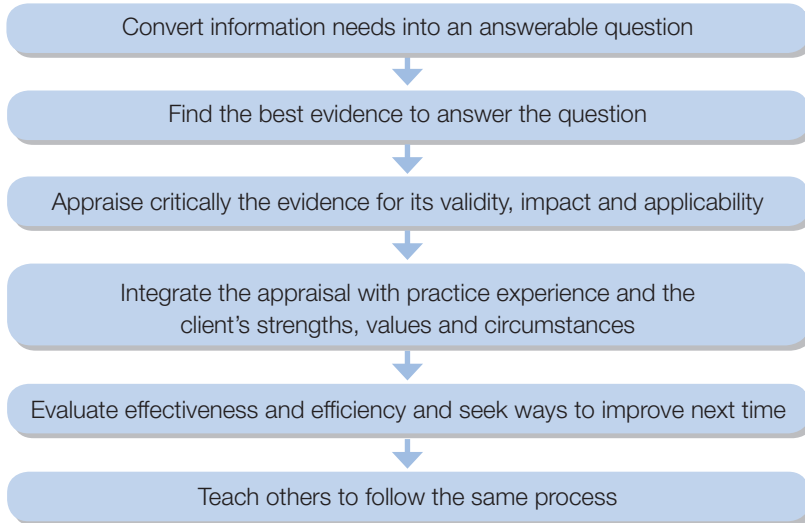 Convert information needs into an answerable question
Find the best evidence to answer the question
Appraise critically the evidence for its validity, impact and applicability
Integrate the appraisal with practice experience and the
client’s strengths, values and circumstances
Evaluate effectiveness and efficiency and seek ways to improve next time
Teach others to follow the same process